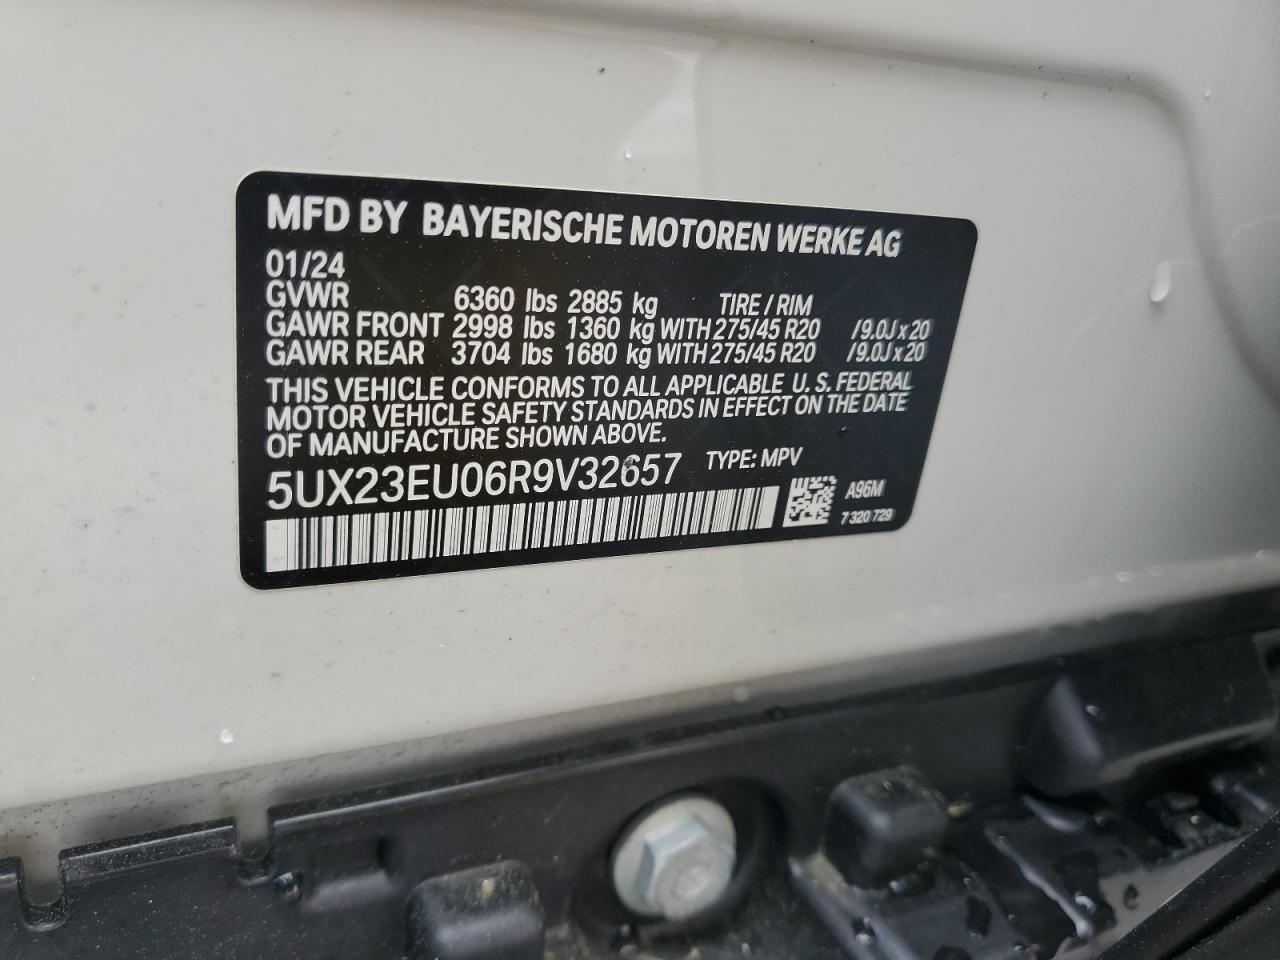 MFD BY BAYERISCHE MOTOREN WERKE AG
01/24
GVWR 6360 lbs 2885 kg TIRE / RIM
GAWR FRONT 2998 lbs 1360 kg WITH 275/45 R20 /9.0J x 20
GAWR REAR 3704 lbs 1680 kg WITH 275/45 R20 /9.0J x 20
THIS VEHICLE CONFORMS TO ALL APPLICABLE U. S. FEDERAL
MOTOR VEHICLE SAFETY STANDARDS IN EFFECT ON THE DATE
OF MANUFACTURE SHOWN ABOVE.
5UX23EU06R9V32657 TYPE: MPV
A96M
7 320 729